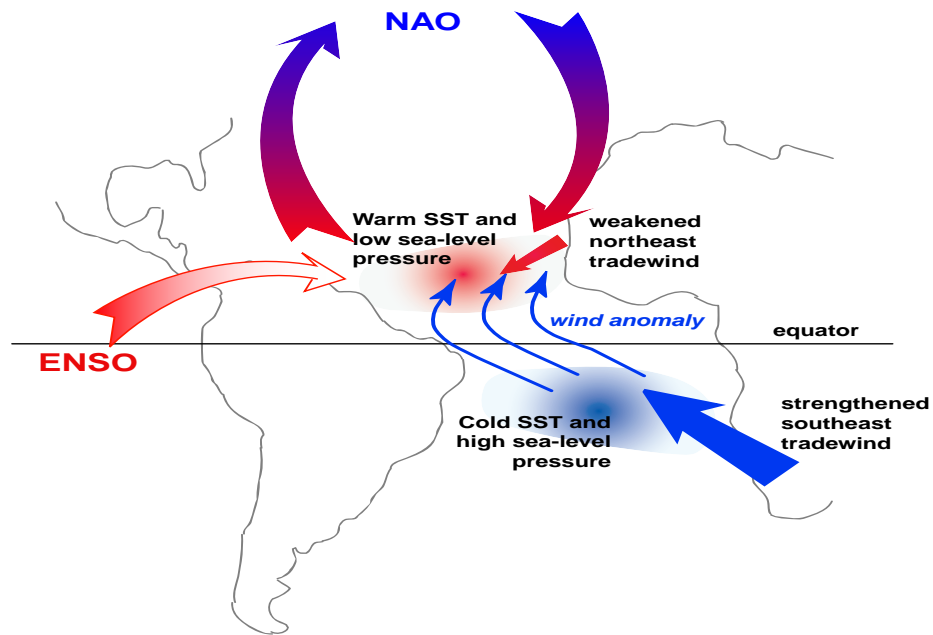 NAO
Warm SST and
low sea-level
pressure
weakened
northeast
tradewind
wind anomaly
equator
ENSO
Cold SST and
high sea-level
pressure
strengthened
southeast
tradewind